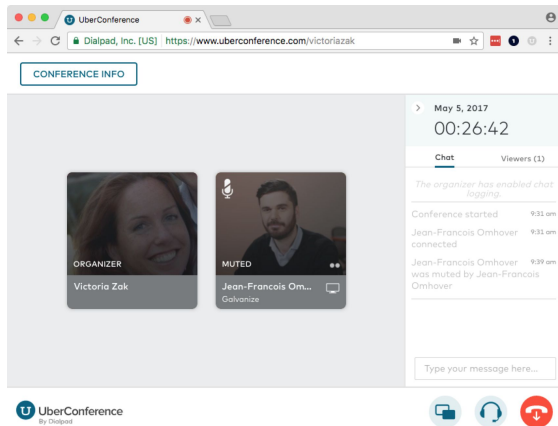 UberConference
Dialpad, Inc. [US] https://www.uberconference.com/victoriazak
CONFERENCE INFO
May 5, 2017
00:26:42
Chat Viewers (1)
The organizer has enabled chat
logging.
Conference started 9:31 am
Jean-Francois Omhover 9:31 am
connected
Jean-Francois Omhover 9:39 am
was muted by Jean-Francois
Omhover
ORGANIZER
Victoria Zak
MUTED
Jean-Francois Om...
Galvanize
Type your message here...
UberConference
By Dialpad